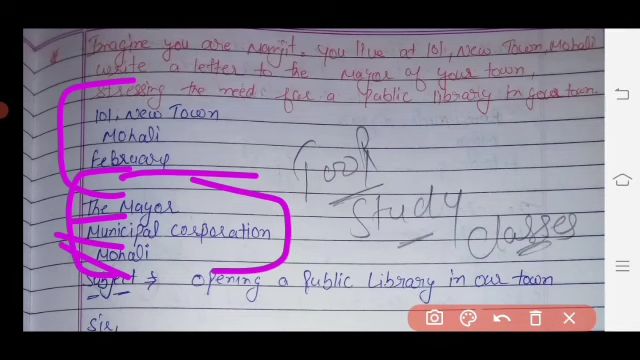 Imagine you are Manjit. You live at 101, New Town, Mohali
write a letter to the Mayor of your town,
stressing the need for a Public Library in your town.
101, New Town
Mohali
February
The Mayor
Municipal Corporation
Mohali
Subject :- Opening a Public Library in our town
Sir,
Study
Classes